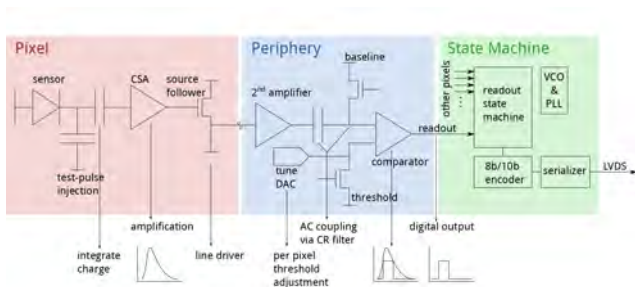 Pixel
Periphery
State Machine
sensor
CSA
source
follower
2nd amplifier
baseline
other pixels
readout
state
machine
VCO
&
PLL
readout
comparator
test-pulse
injection
tune
DAC
threshold
8b/10b
encoder
serializer
LVDS
amplification
AC coupling
via CR filter
digital output
integrate
charge
line driver
per pixel
threshold
adjustment